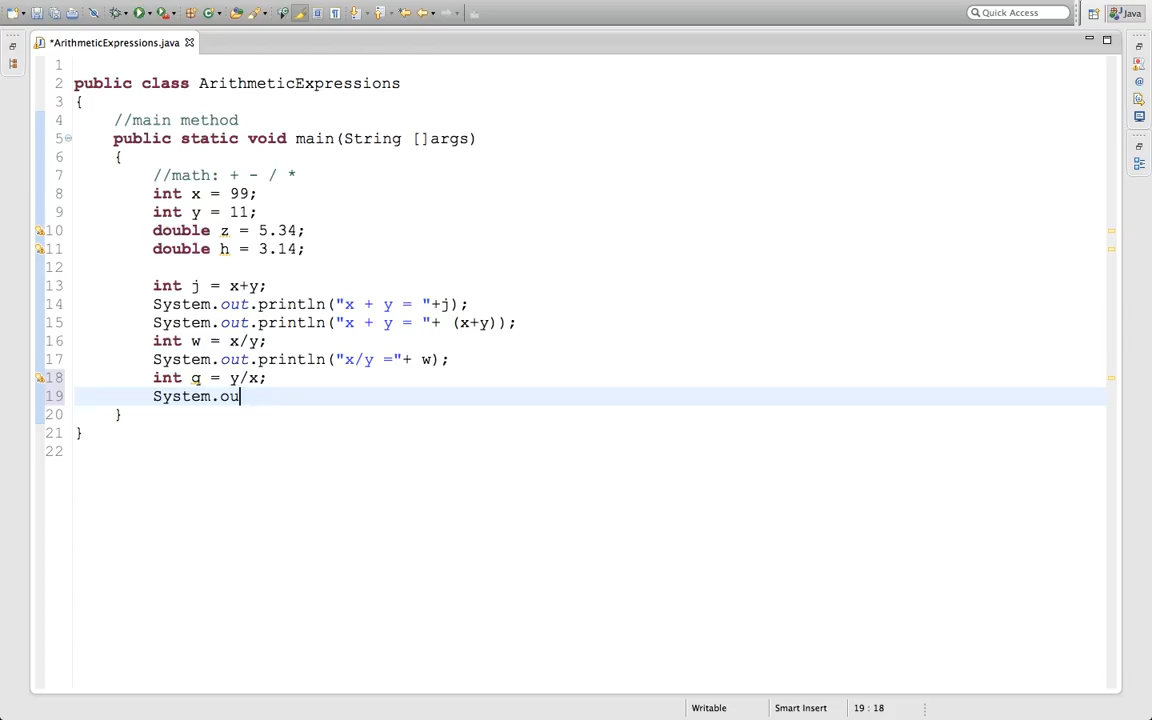 Quick Access
Java
*ArithmeticExpressions.java
1
2 public class ArithmeticExpressions
3 {
4 //main method
5 public static void main(String []args)
6 {
7 //math: + - / *
8 int x = 99;
9 int y = 11;
10 double z = 5.34;
11 double h = 3.14;
12
13 int j = x+y;
14 System.out.println("x + y = "+j);
15 System.out.println("x + y = "+ (x+y));
16 int w = x/y;
17 System.out.println("x/y ="+ w);
18 int q = y/x;
19 System.ou
20 }
21 }
22
Writable Smart Insert 19 : 18